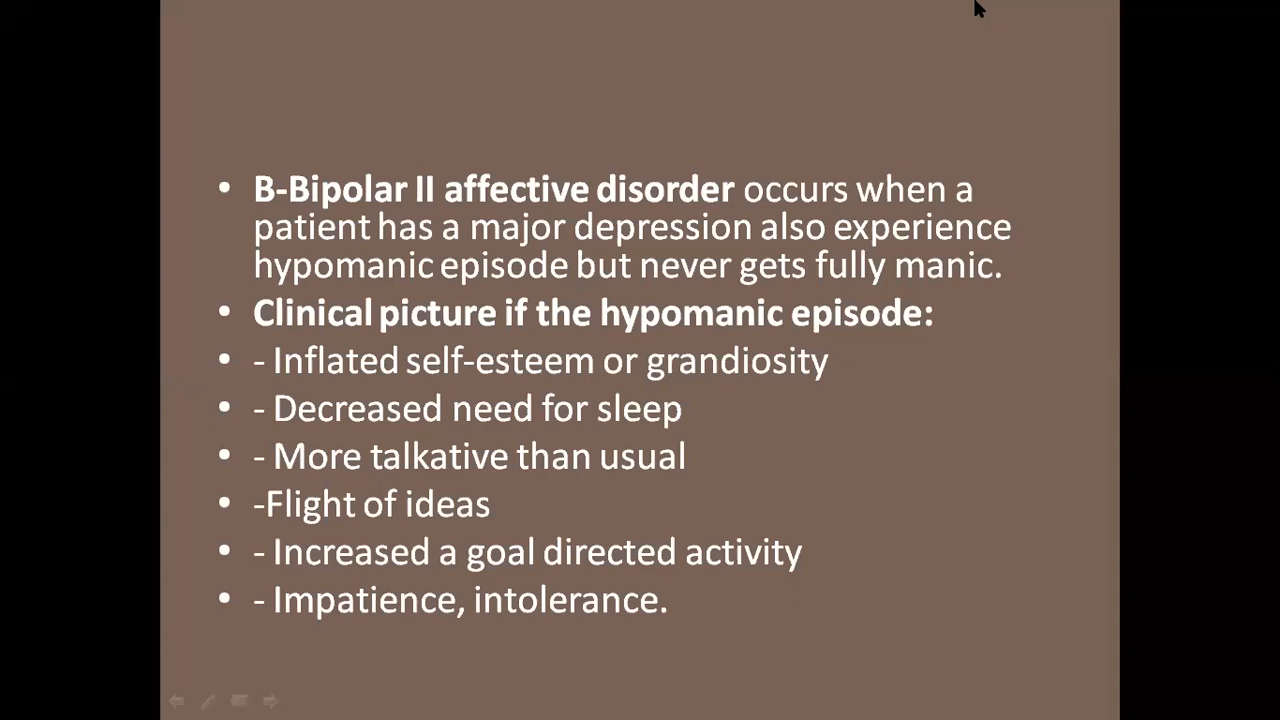 • B-Bipolar II affective disorder occurs when a
patient has a major depression also experience
hypomanic episode but never gets fully manic.
• Clinical picture if the hypomanic episode:
• - Inflated self-esteem or grandiosity
• - Decreased need for sleep
• - More talkative than usual
• -Flight of ideas
• - Increased a goal directed activity
• - Impatience, intolerance.